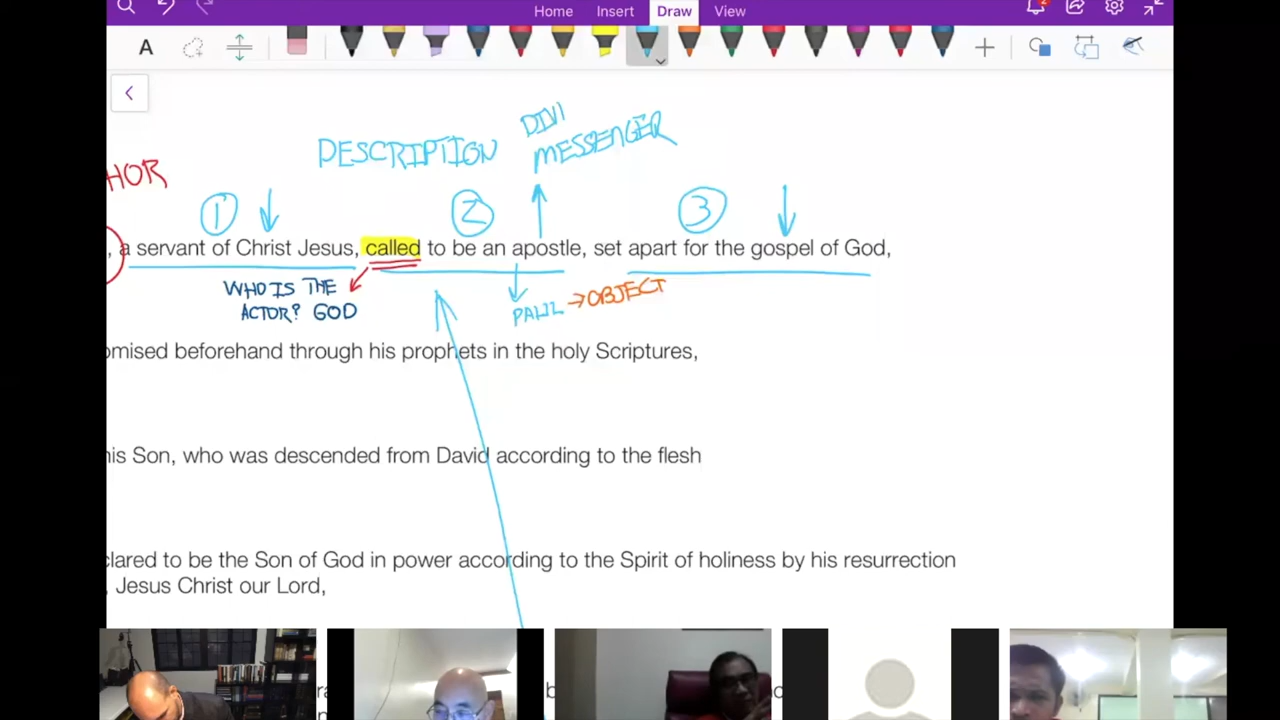 Home Insert Draw View
A
DIVI
DESCRIPTION MESSENGER
HOR
1 2 3
, a servant of Christ Jesus, called to be an apostle, set apart for the gospel of God,
WHO IS THE
ACTOR? GOD
PAUL → OBJECT
omised beforehand through his prophets in the holy Scriptures,
his Son, who was descended from David according to the flesh
clared to be the Son of God in power according to the Spirit of holiness by his resurrection
, Jesus Christ our Lord,